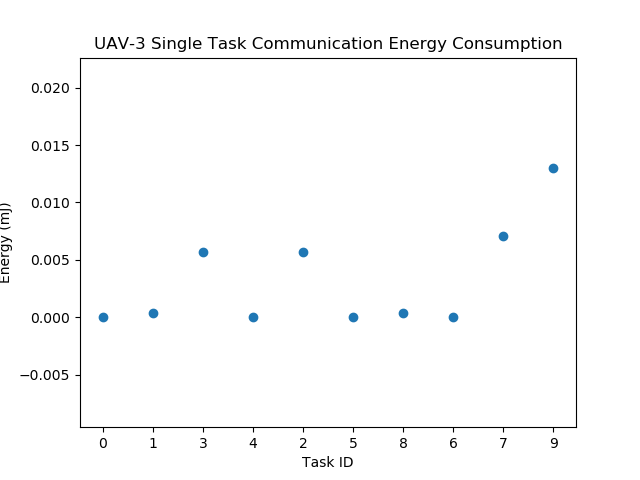 UAV-3 Single Task Communication Energy Consumption
0.020
0.015
0.010
0.005
0.000
−0.005
Energy (mJ)
0 1 3 4 2 5 8 6 7 9
Task ID